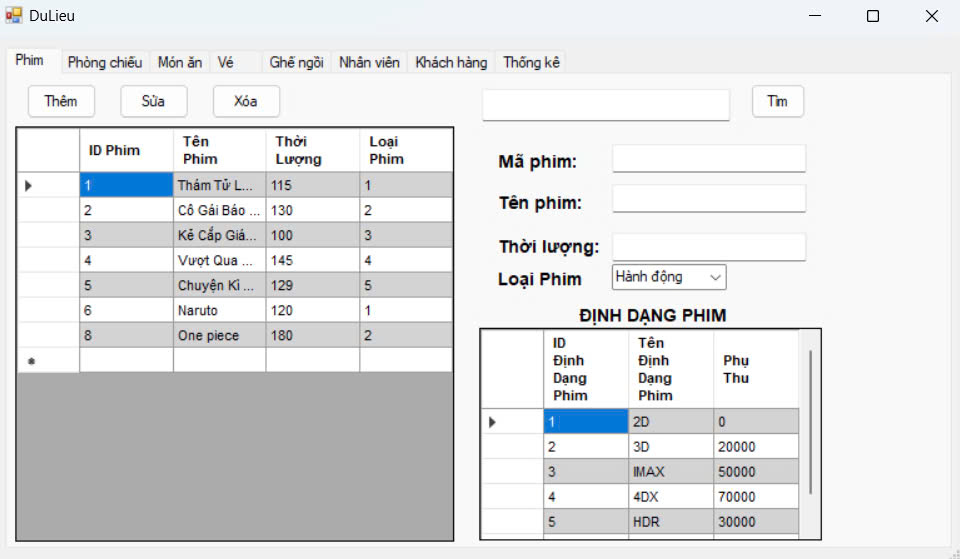 DuLieu
Phim Phòng chiếu Món ăn Vé Ghế ngồi Nhân viên Khách hàng Thống kê
Thêm Sửa Xóa Tìm
ID Phim Tên Phim Thời Lượng Loại Phim
1 Thám Tử L... 115 1
2 Cô Gái Báo ... 130 2
3 Kẻ Cắp Giá... 100 3
4 Vượt Qua ... 145 4
5 Chuyện Kì ... 129 5
6 Naruto 120 1
8 One piece 180 2
Mã phim:
Tên phim:
Thời lượng:
Loại Phim Hành động
ĐỊNH DẠNG PHIM
ID Định Dạng Phim Tên Định Dạng Phim Phụ Thu
1 2D 0
2 3D 20000
3 IMAX 50000
4 4DX 70000
5 HDR 30000